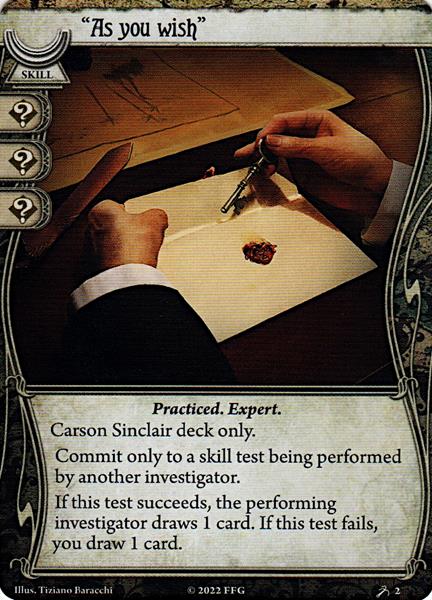 "As you wish"
SKILL
?
?
?
Practiced. Expert.
Carson Sinclair deck only.
Commit only to a skill test being performed
by another investigator.
If this test succeeds, the performing
investigator draws 1 card. If this test fails,
you draw 1 card.
Illus. Tiziano Baracchi © 2022 FFG 2